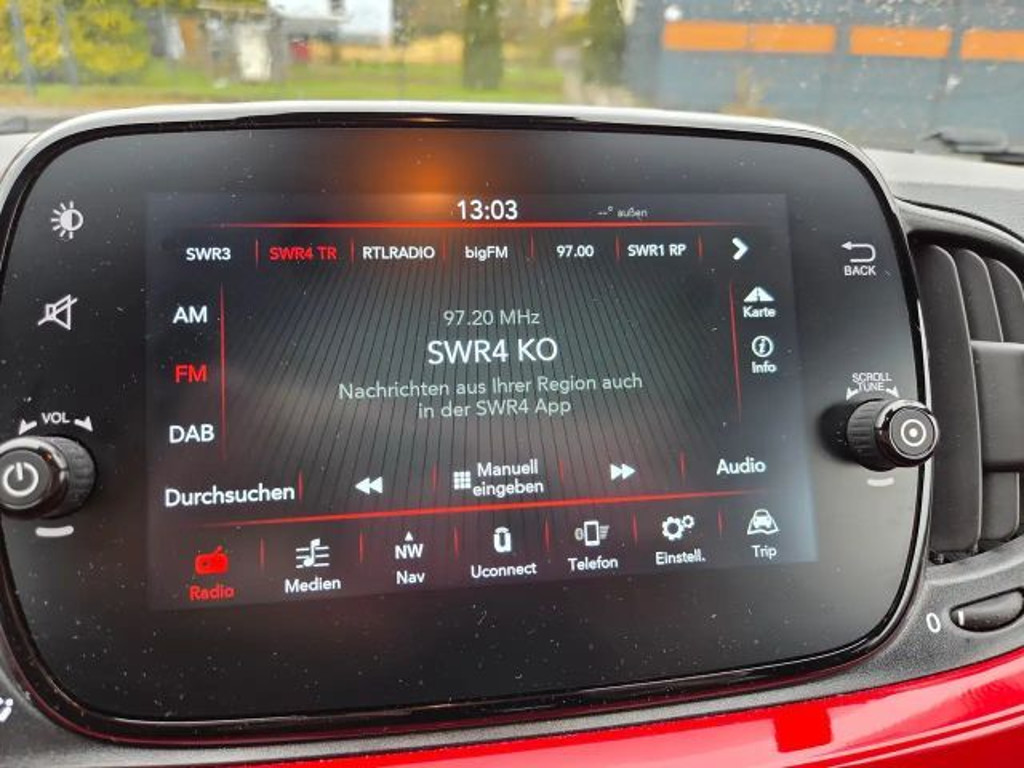 13:03
--° außen
SWR3 SWR4 TR RTLRADIO bigFM 97.00 SWR1 RP
BACK
AM
FM
DAB
97.20 MHz
SWR4 KO
Nachrichten aus Ihrer Region auch
in der SWR4 App
Karte
Info
VOL
SCROLL
TUNE
Durchsuchen
Manuell
eingeben
Audio
Radio
Medien
NW
Nav
Uconnect
Telefon
Einstell.
Trip
0